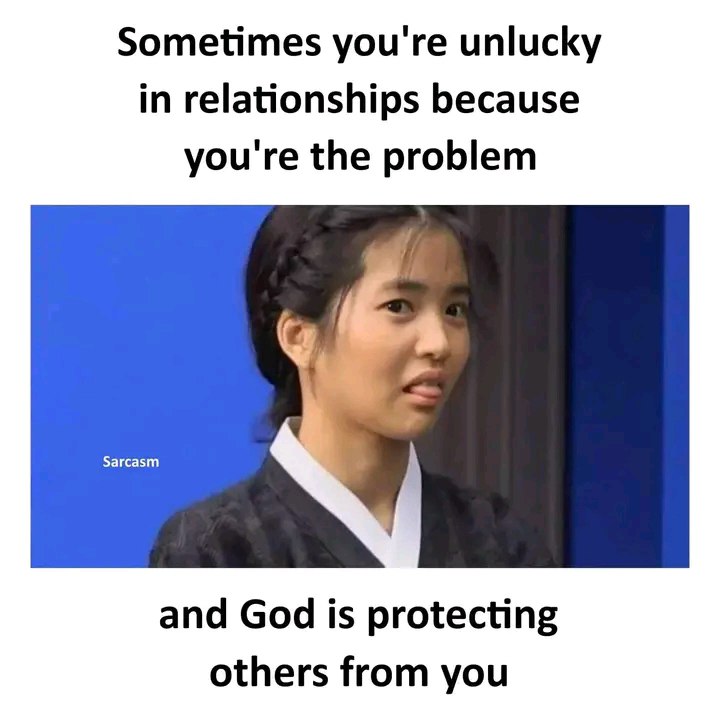 Sometimes you're unlucky
in relationships because
you're the problem
Sarcasm
and God is protecting
others from you